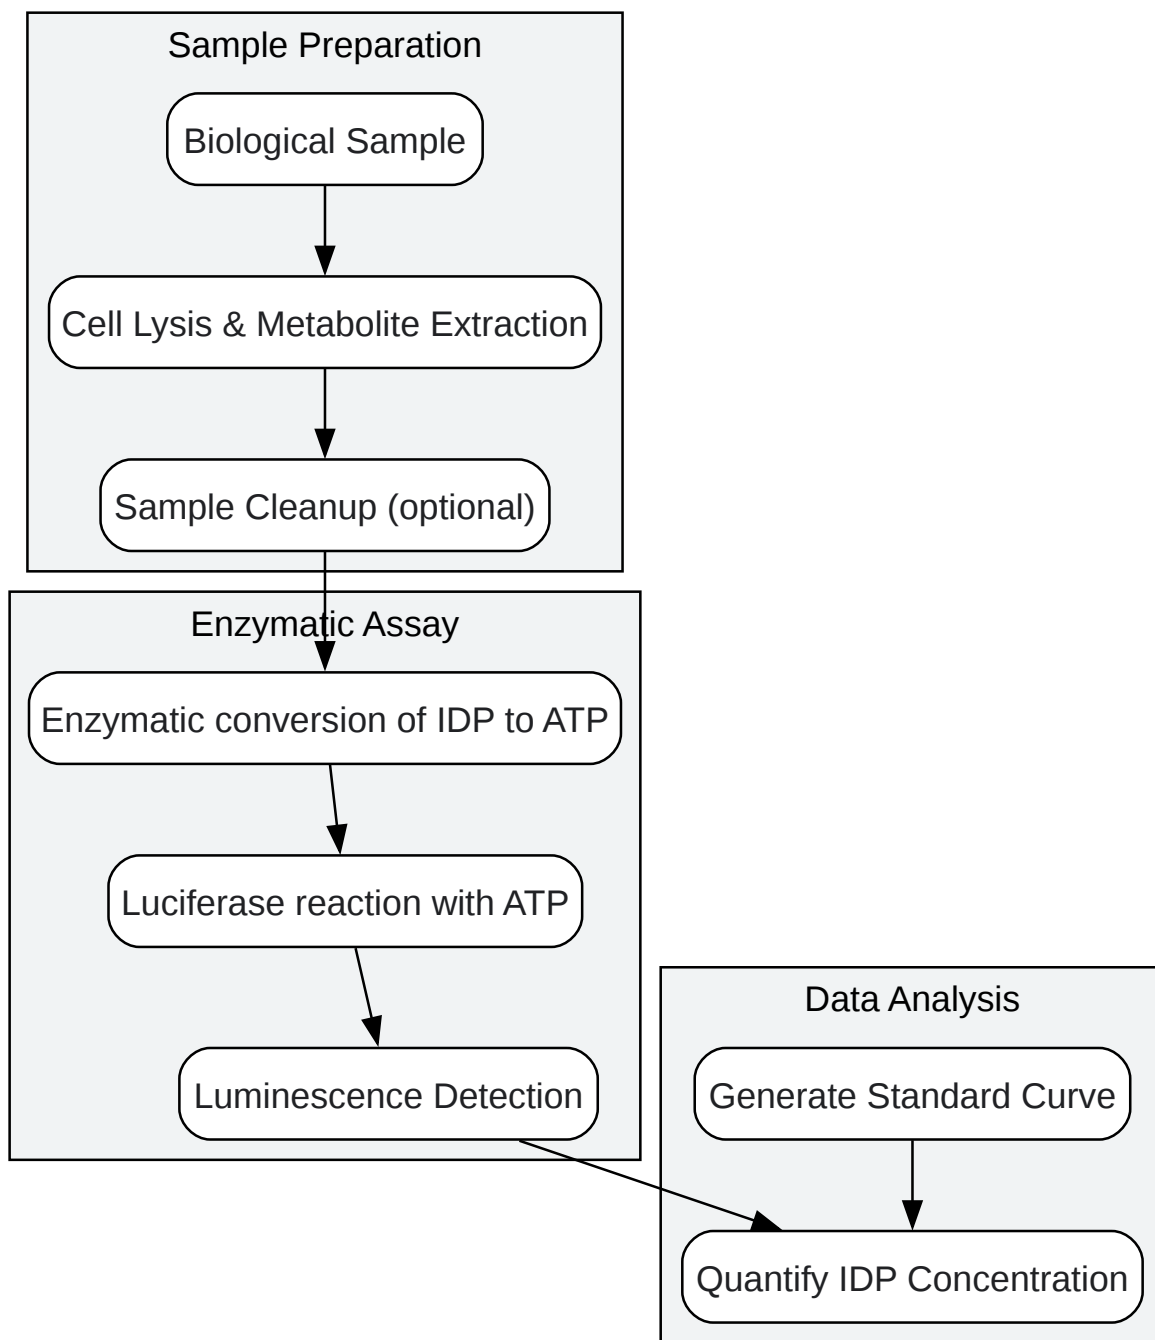 Sample Preparation
Biological Sample
Cell Lysis & Metabolite Extraction
Sample Cleanup (optional)
Enzymatic Assay
Enzymatic conversion of IDP to ATP
Luciferase reaction with ATP
Luminescence Detection
Data Analysis
Generate Standard Curve
Quantify IDP Concentration